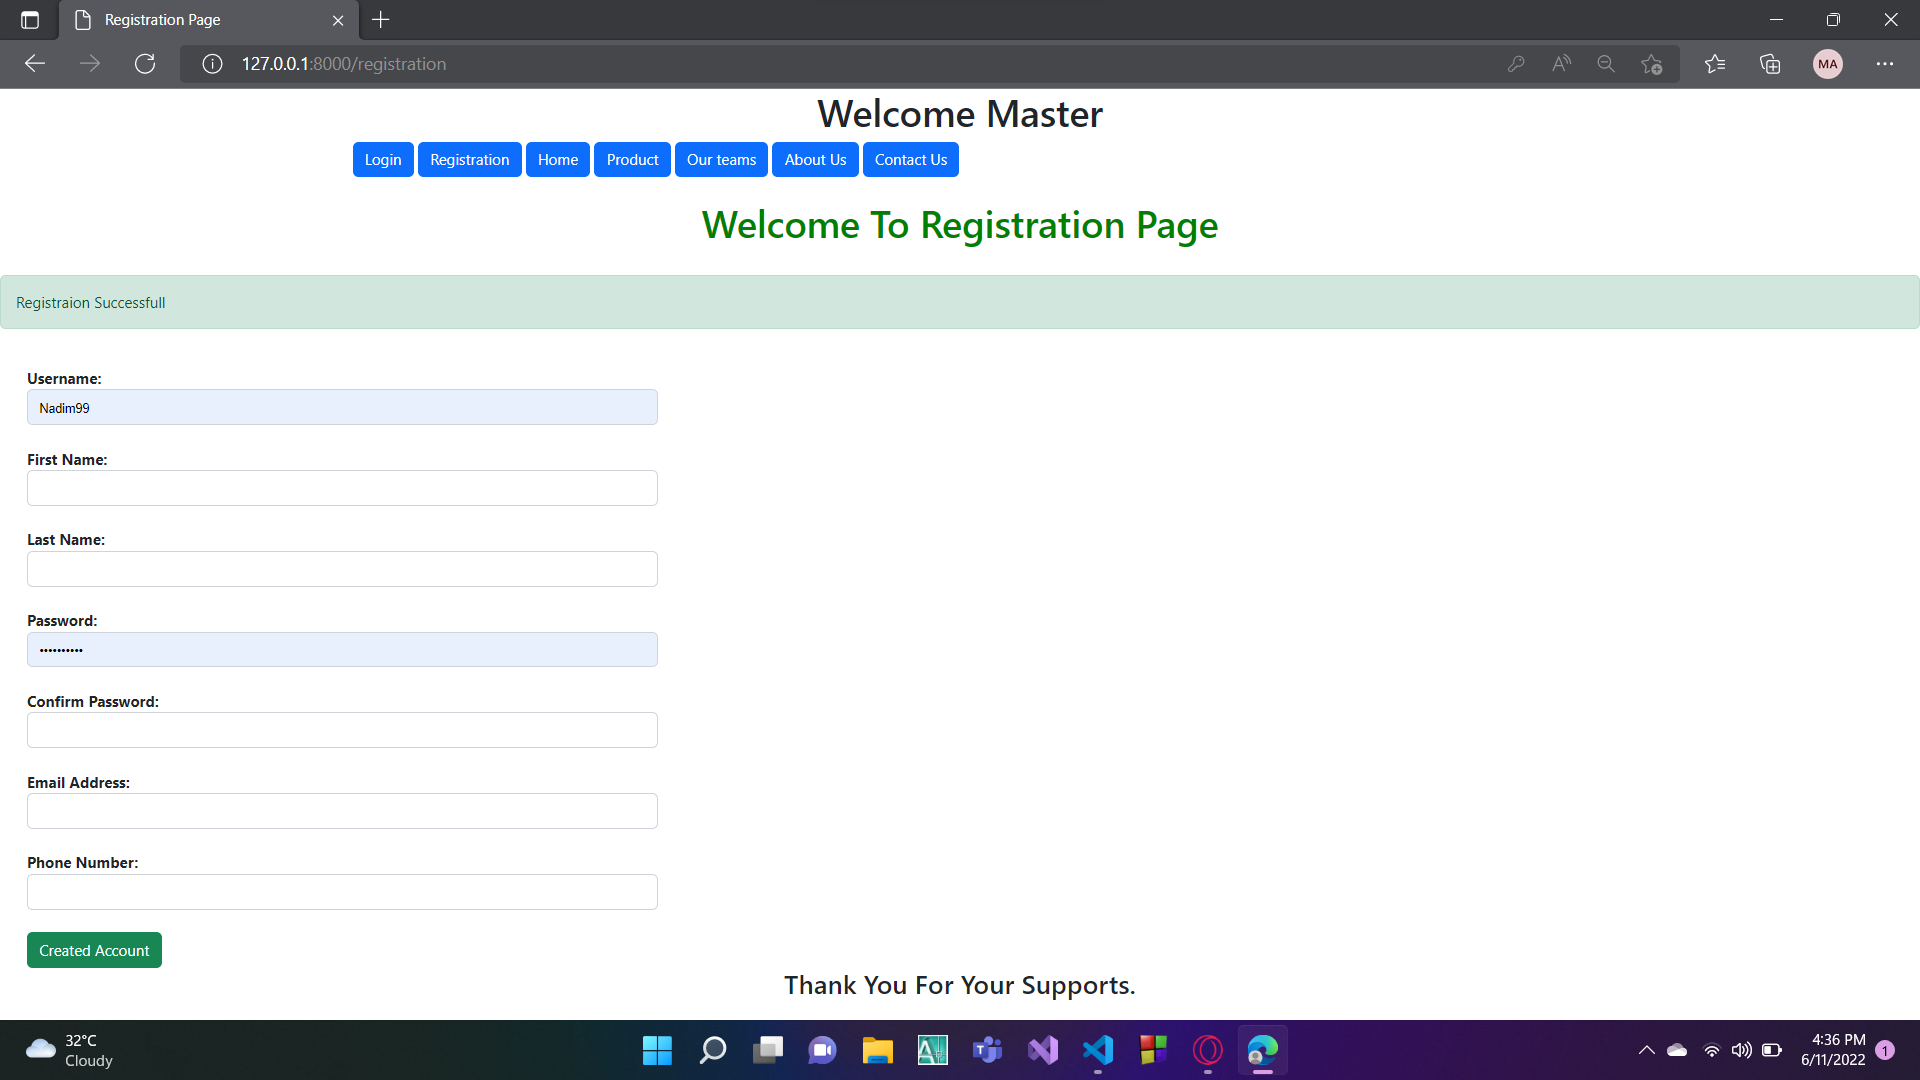 Registration Page
127.0.0.1:8000/registration
MA
Welcome Master
Login Registration Home Product Our teams About Us Contact Us
Welcome To Registration Page
Registraion Successfull
Username:
Nadim99
First Name:
Last Name:
Password:
••••••••••
Confirm Password:
Email Address:
Phone Number:
Created Account
Thank You For Your Supports.
32°C
Cloudy
4:36 PM
6/11/2022
1